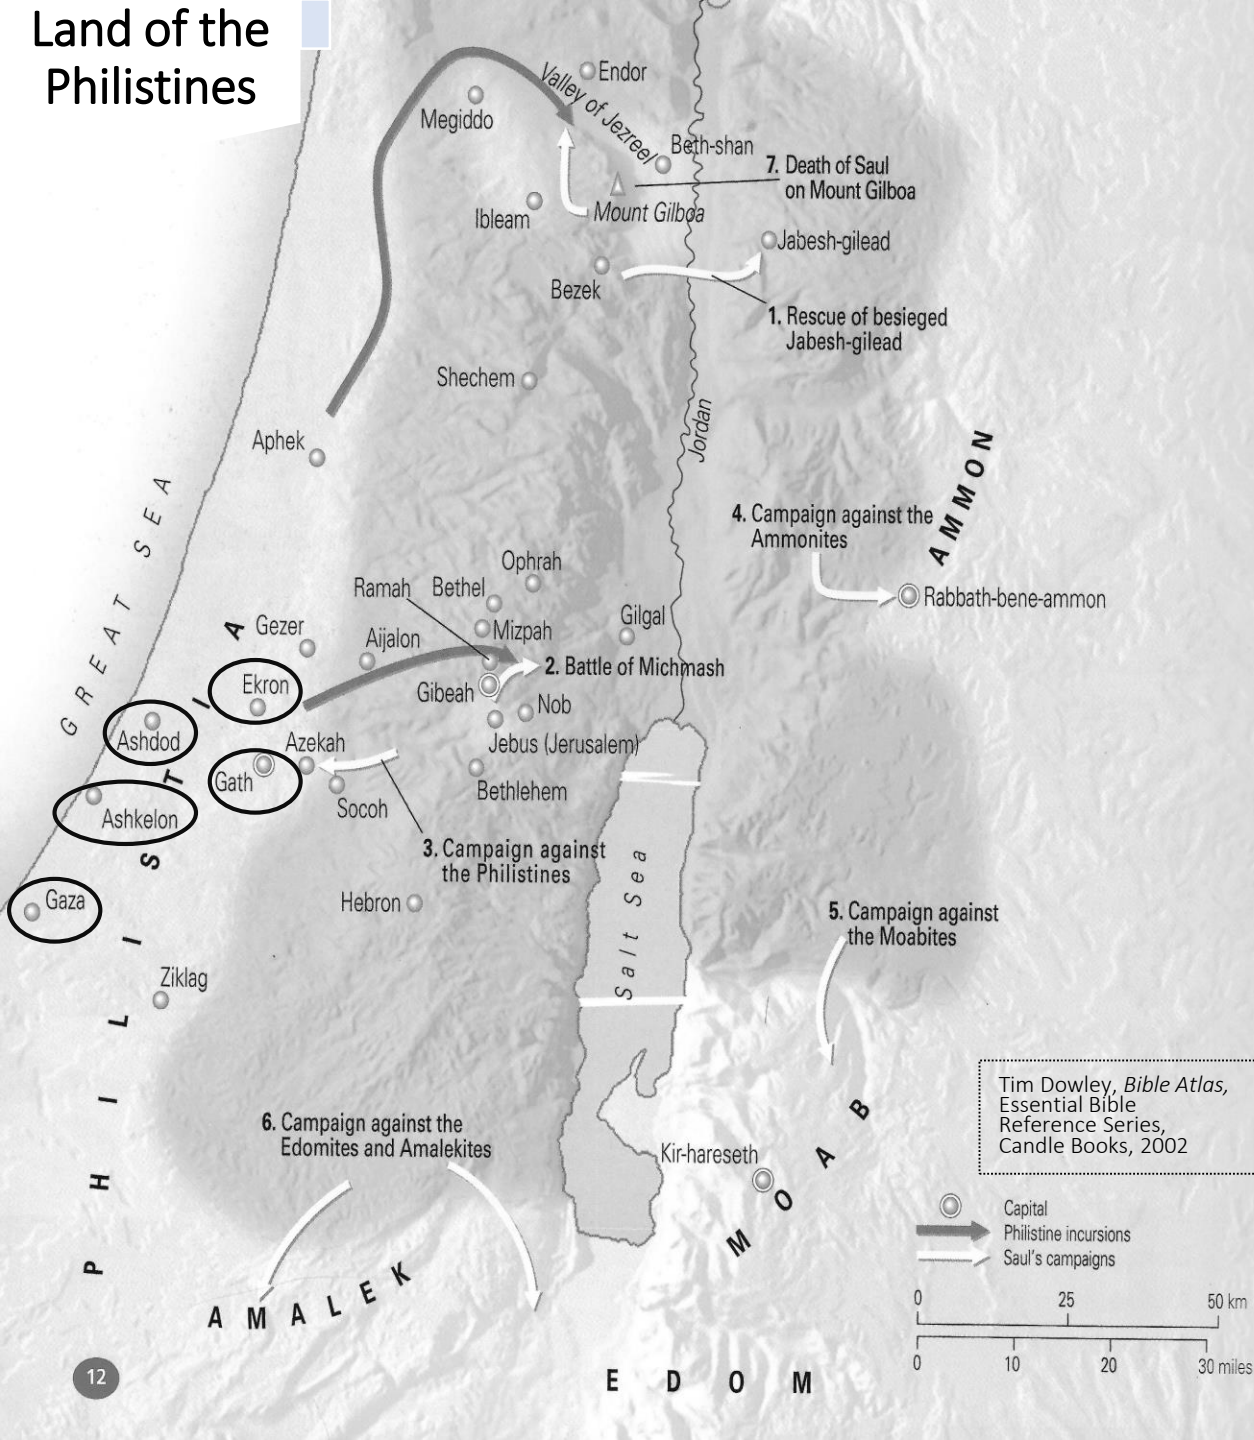 Land of the
Philistines
Endor
Valley of Jezreel
Megiddo
Beth-shan
7. Death of Saul
on Mount Gilboa
Ibleam
Mount Gilboa
Jabesh-gilead
Bezek
1. Rescue of besieged
Jabesh-gilead
Shechem
Jordan
Aphek
AMMON
GREAT SEA
4. Campaign against the
Ammonites
Ophrah
Ramah
Bethel
Rabbath-bene-ammon
Gilgal
Gezer
Mizpah
Aijalon
2. Battle of Michmash
Ekron
Gibeah
Nob
Ashdod
Azekah
Jebus (Jerusalem)
Gath
Bethlehem
Ashkelon
Socoh
3. Campaign against
the Philistines
Salt Sea
Gaza
Hebron
5. Campaign against
the Moabites
Ziklag
PHILISTIA
Tim Dowley, Bible Atlas,
Essential Bible
Reference Series,
Candle Books, 2002
6. Campaign against the
Edomites and Amalekites
Kir-hareseth
MOAB
Capital
Philistine incursions
Saul's campaigns
AMALEK
0 25 50 km
0 10 20 30 miles
12
EDOM